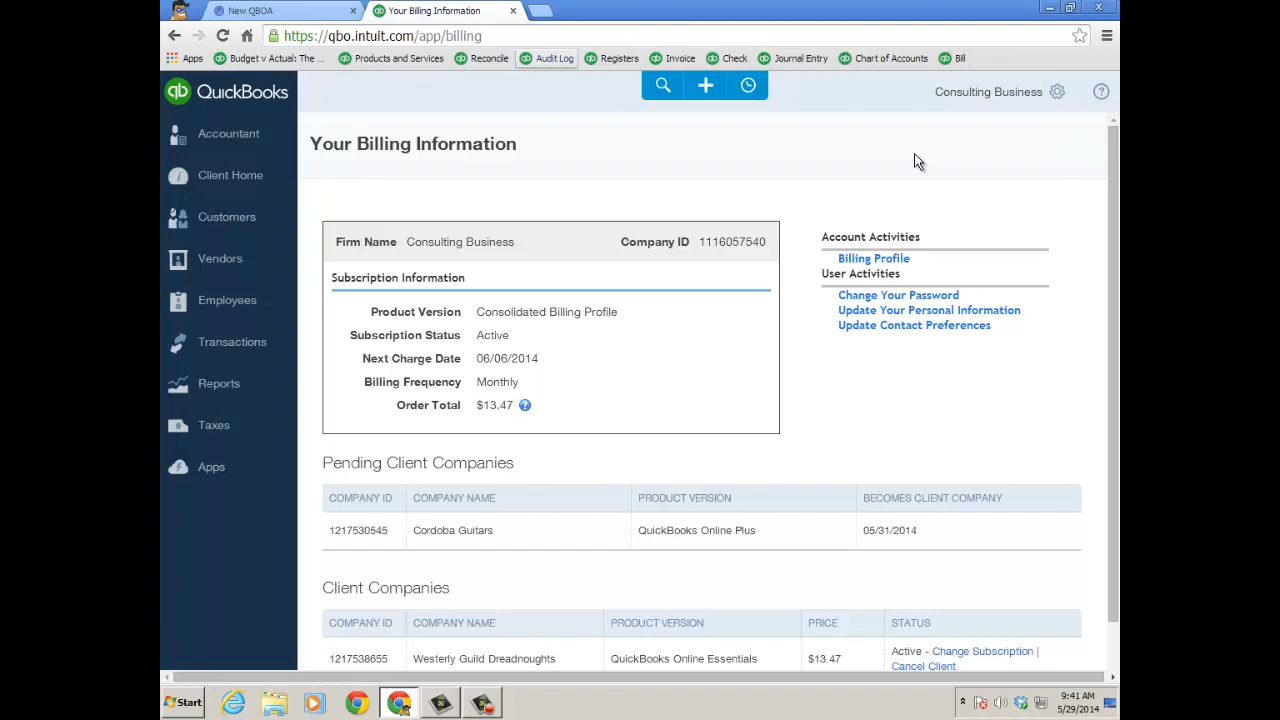 New QBOA
Your Billing Information
https://qbo.intuit.com/app/billing
Apps
Budget v Actual: The ...
Products and Services
Reconcile
Audit Log
Registers
Invoice
Check
Journal Entry
Chart of Accounts
Bill
qb QuickBooks
Consulting Business
Accountant
Client Home
Customers
Vendors
Employees
Transactions
Reports
Taxes
Apps
Your Billing Information
Firm Name Consulting Business Company ID 1116057540
Subscription Information
Product Version Consolidated Billing Profile
Subscription Status Active
Next Charge Date 06/06/2014
Billing Frequency Monthly
Order Total $13.47
Account Activities
Billing Profile
User Activities
Change Your Password
Update Your Personal Information
Update Contact Preferences
Pending Client Companies
COMPANY ID COMPANY NAME PRODUCT VERSION BECOMES CLIENT COMPANY
1217530545 Cordoba Guitars QuickBooks Online Plus 05/31/2014
Client Companies
COMPANY ID COMPANY NAME PRODUCT VERSION PRICE STATUS
1217538655 Westerly Guild Dreadnoughts QuickBooks Online Essentials $13.47 Active - Change Subscription |
Cancel Client
Start
9:41 AM
5/29/2014